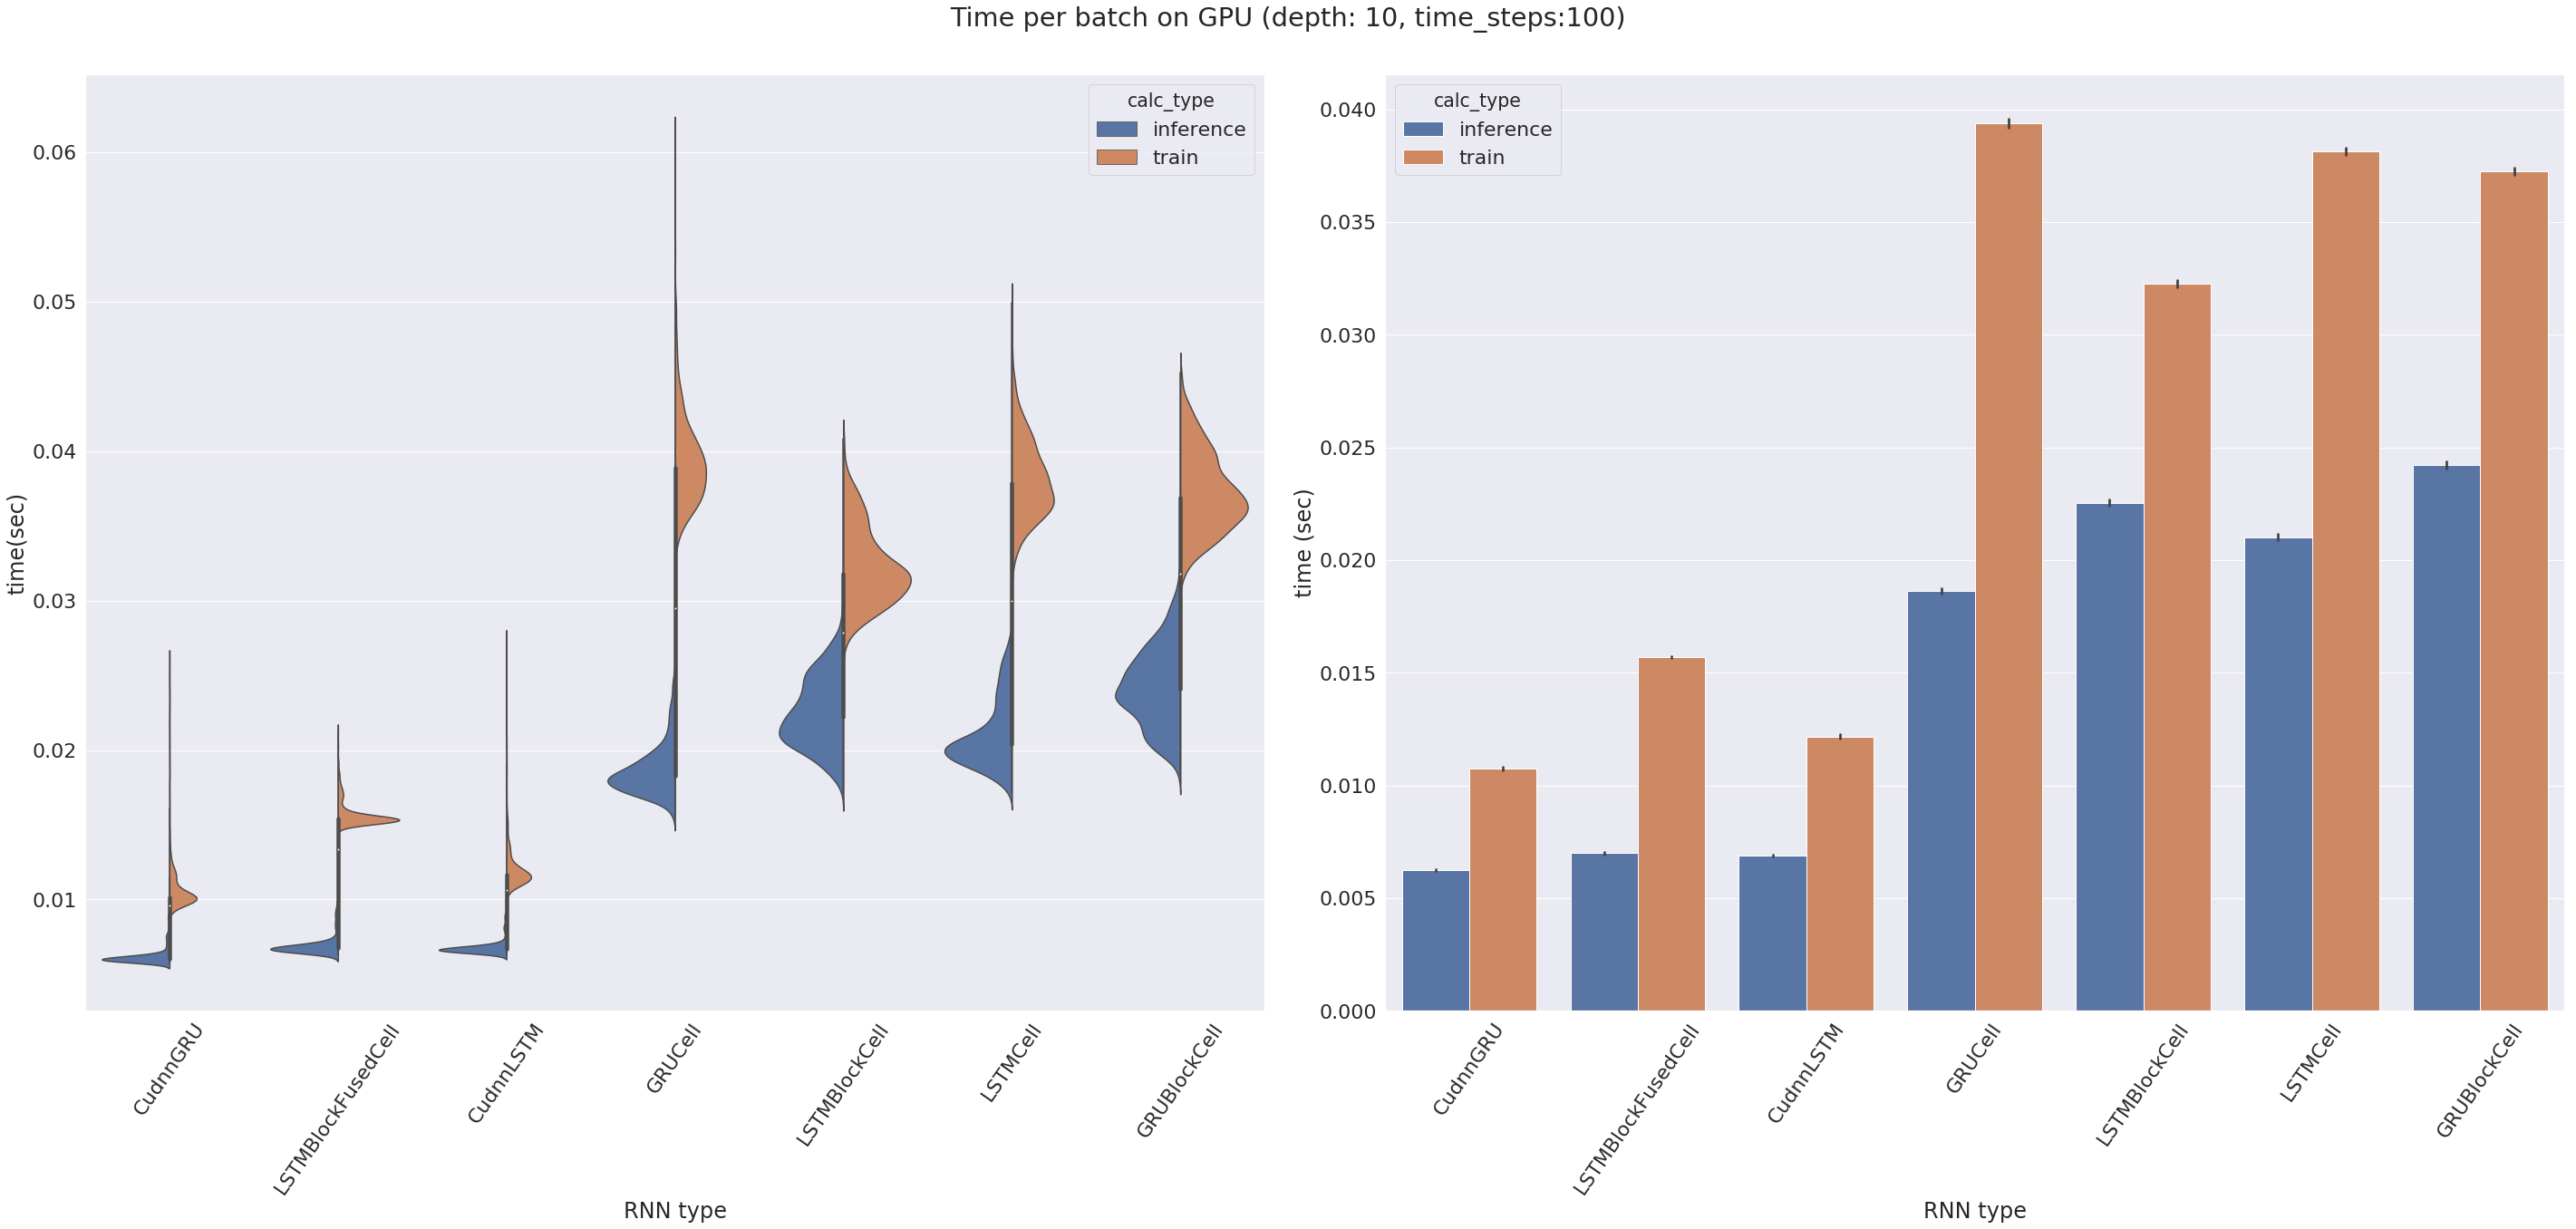 Time per batch on GPU (depth: 10, time_steps:100)
calc_type
inference
train
0.06
0.05
0.04
0.03
0.02
0.01
time(sec)
CudnnGRU
LSTMBlockFusedCell
CudnnLSTM
GRUCell
LSTMBlockCell
LSTMCell
GRUBlockCell
RNN type
calc_type
inference
train
0.040
0.035
0.030
0.025
0.020
0.015
0.010
0.005
0.000
time (sec)
CudnnGRU
LSTMBlockFusedCell
CudnnLSTM
GRUCell
LSTMBlockCell
LSTMCell
GRUBlockCell
RNN type